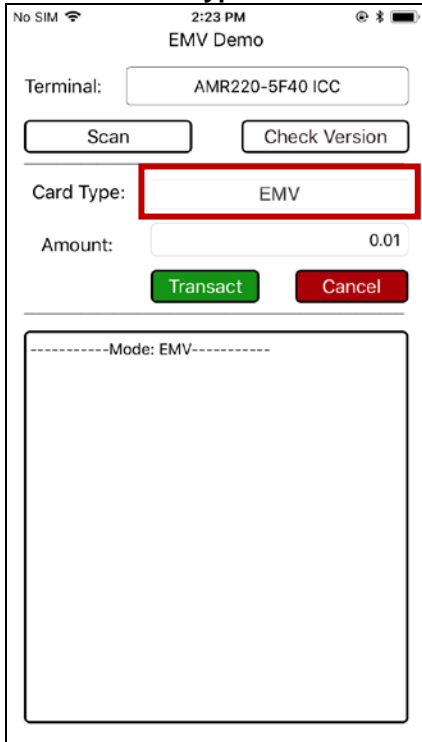 No SIM 2:23 PM
EMV Demo
Terminal: AMR220-5F40 ICC
Scan Check Version
Card Type: EMV
Amount: 0.01
Transact Cancel
-----------Mode: EMV-----------